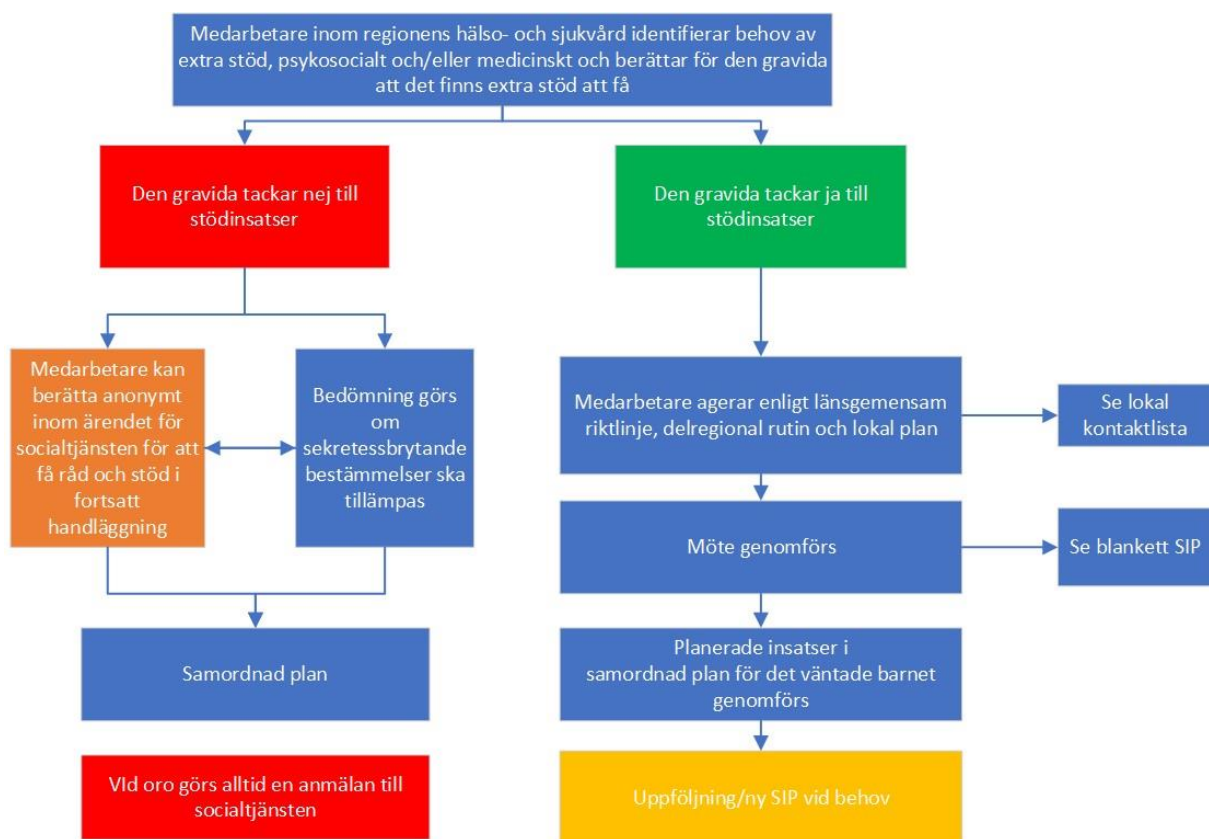 Medarbetare inom regionens hälso- och sjukvård identifierar behov av
extra stöd, psykosocialt och/eller medicinskt och berättar för den gravida
att det finns extra stöd att få
Den gravida tackar nej till
stödinsatser
Den gravida tackar ja till
stödinsatser
Medarbetare kan
berätta anonymt
inom ärendet för
socialtjänsten för att
få råd och stöd i
fortsatt
handläggning
Bedömning görs
om
sekretessbrytande
bestämmelser ska
tillämpas
Medarbetare agerar enligt länsgemensam
riktlinje, delregional rutin och lokal plan
Se lokal
kontaktlista
Möte genomförs
Se blankett SIP
Samordnad plan
Planerade insatser i
samordnad plan för det väntade barnet
genomförs
VId oro görs alltid en anmälan till
socialtjänsten
Uppföljning/ny SIP vid behov